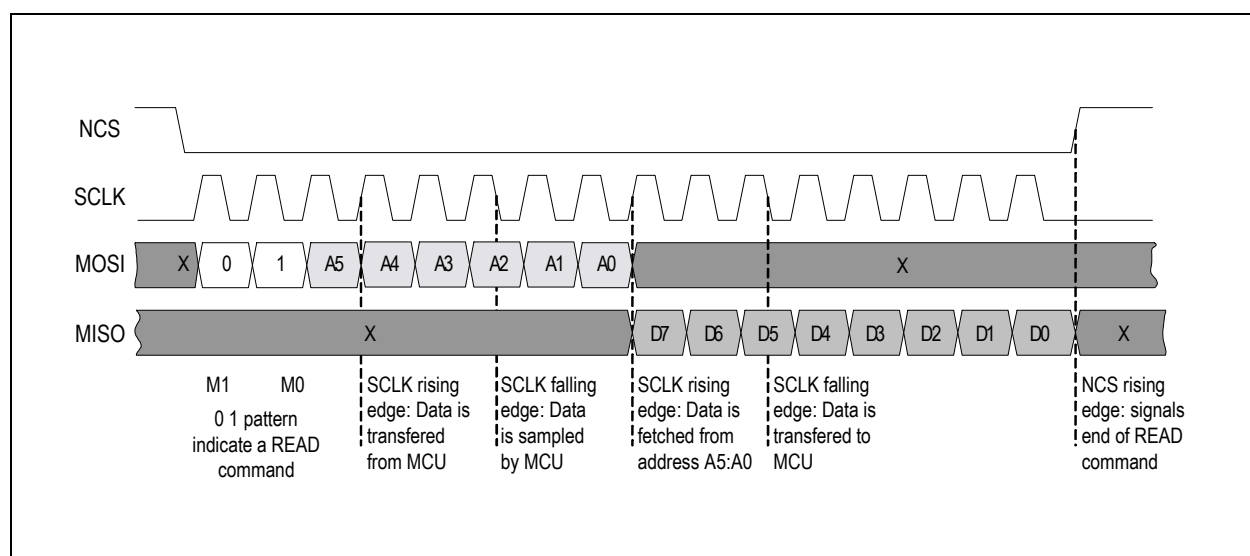 NCS
SCLK
MOSI X 0 1 A5 A4 A3 A2 A1 A0 X
MISO X D7 D6 D5 D4 D3 D2 D1 D0 X
M1 M0
0 1 pattern
indicate a READ
command
SCLK rising
edge: Data is
transfered
from MCU
SCLK falling
edge: Data
is sampled
by MCU
SCLK rising
edge: Data is
fetched from
address A5:A0
SCLK falling
edge: Data is
transfered to
MCU
NCS rising
edge: signals
end of READ
command